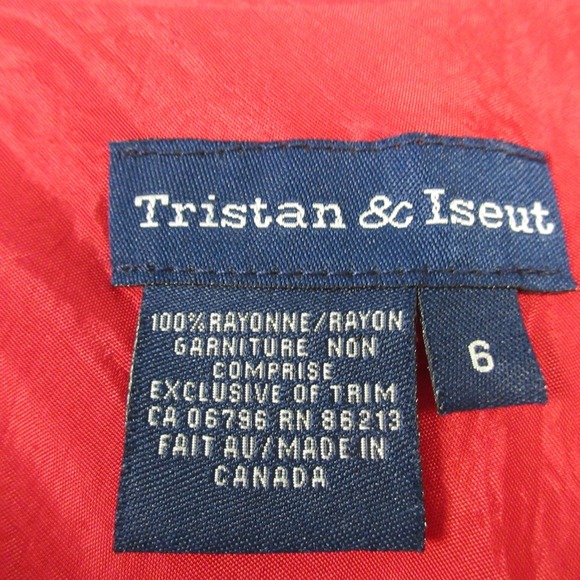 Tristan & Iseut
100% RAYONNE/RAYON
GARNITURE NON
COMPRISE
EXCLUSIVE OF TRIM
CA 06796 RN 86213
FAIT AU/MADE IN
CANADA
6